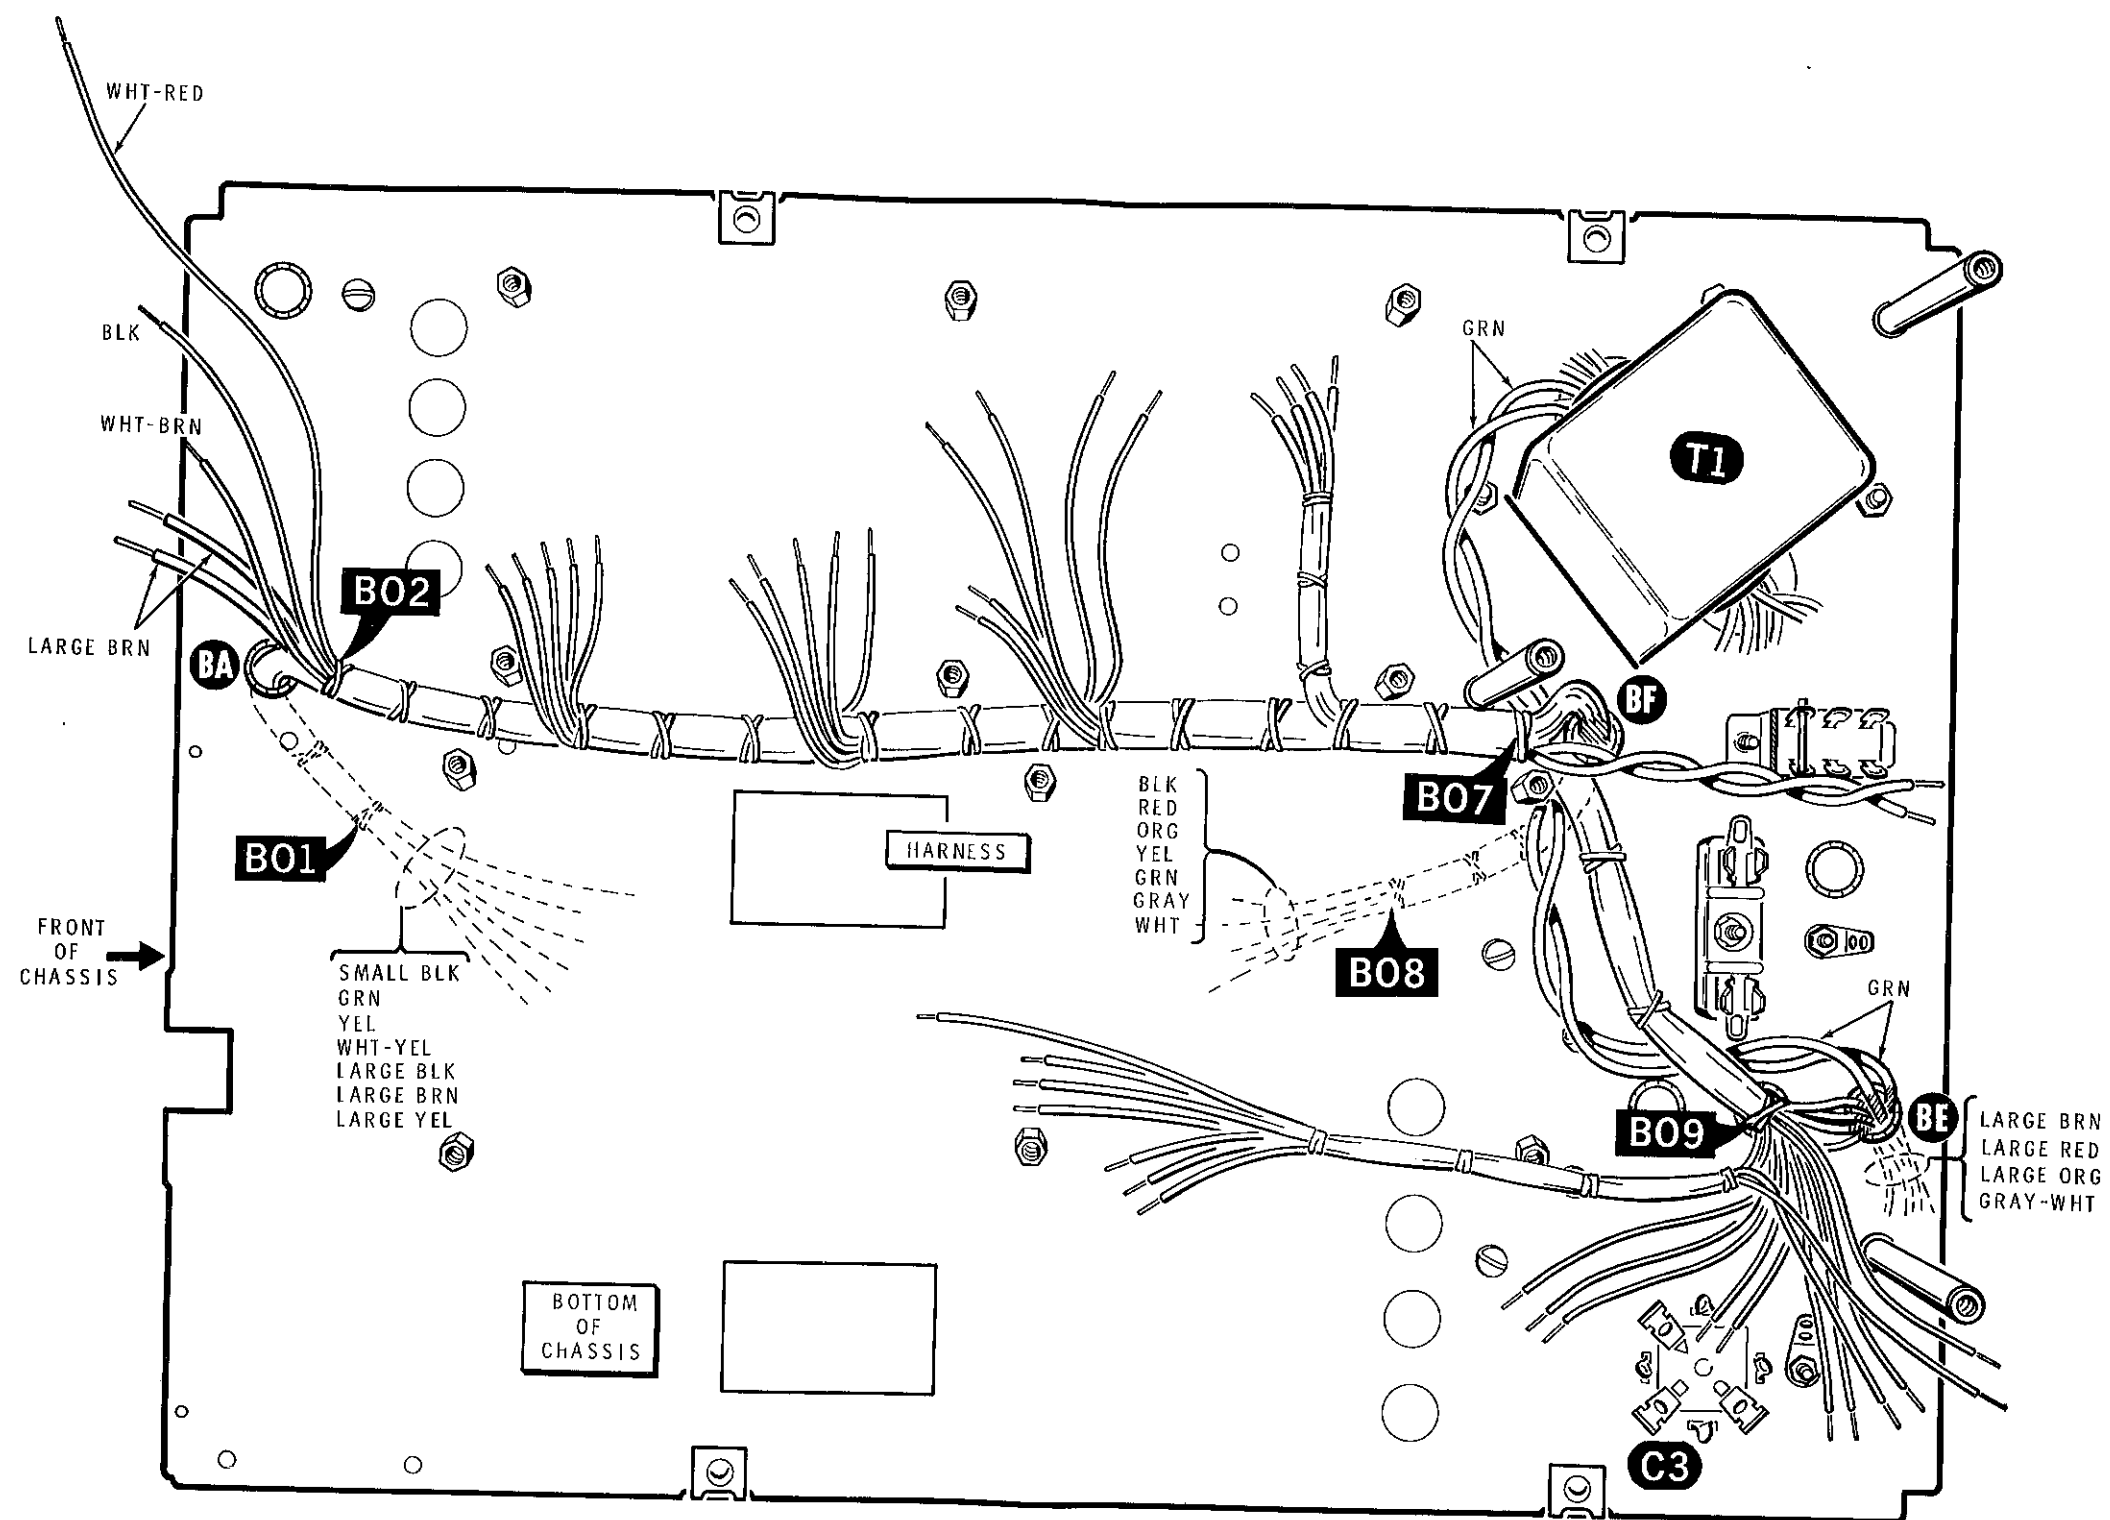 WHT-RED
BLK
WHT-BRN
LARGE BRN
BA
BO2
BO1
FRONT
OF
CHASSIS
SMALL BLK
GRN
YEL
WHT-YEL
LARGE BLK
LARGE BRN
LARGE YEL
HARNESS
BLK
RED
ORG
YEL
GRN
GRAY
WHT
GRN
T1
BF
BO7
BO8
GRN
BO9
BE
LARGE BRN
LARGE RED
LARGE ORG
GRAY-WHT
BOTTOM
OF
CHASSIS
C3